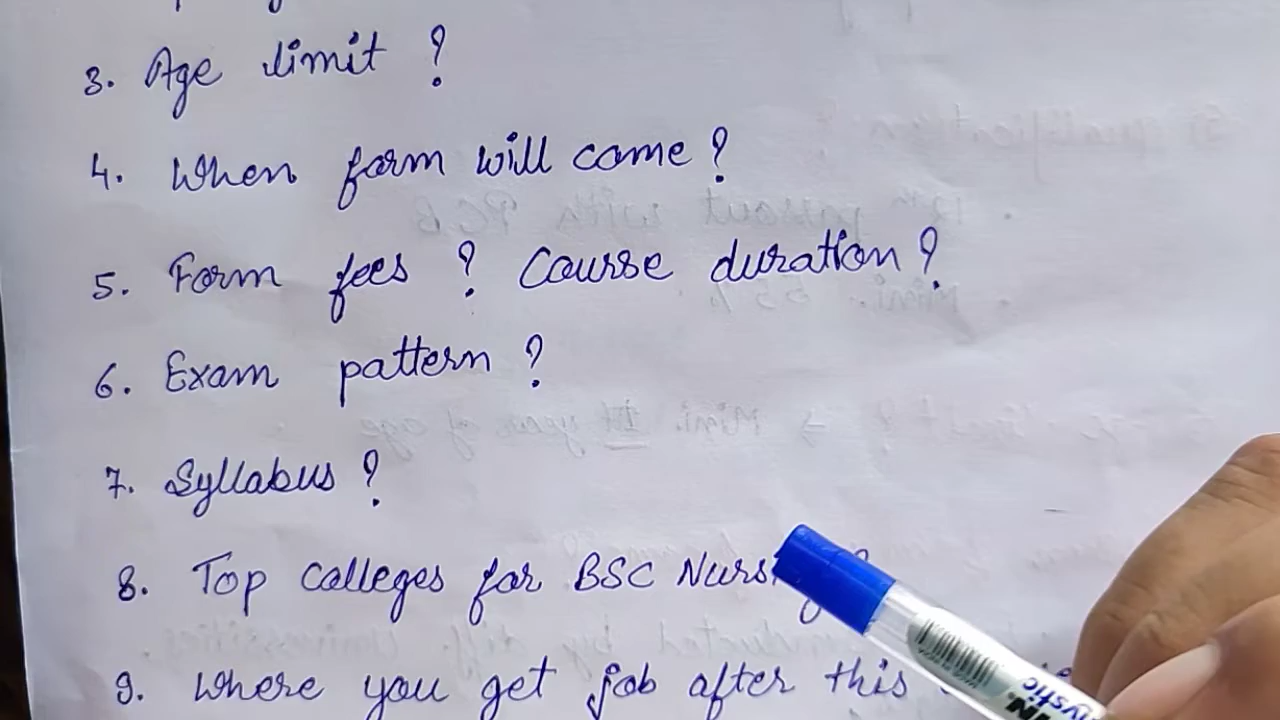 3. Age limit ?
4. When form will come ?
5. Form fees ? Course duration ?
6. Exam pattern ?
7. Syllabus ?
8. Top Colleges for BSC
9. Where you get job after this